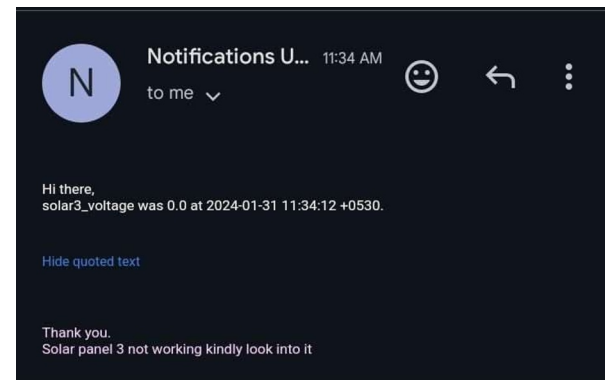 Notifications U... 11:34 AM
N
to me
Hi there,
solar3_voltage was 0.0 at 2024-01-31 11:34:12 +0530.
Hide quoted text
Thank you.
Solar panel 3 not working kindly look into it